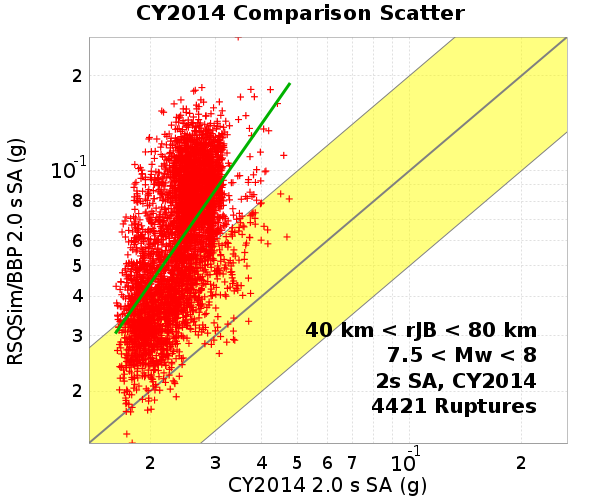 CY2014 Comparison Scatter
RSQSim/BBP 2.0 s SA (g)
2
10⁻¹
8
6
5
4
3
2
40 km < rJB < 80 km
7.5 < Mw < 8
2s SA, CY2014
4421 Ruptures
2 3 4 5 6 7 10⁻¹ 2
CY2014 2.0 s SA (g)